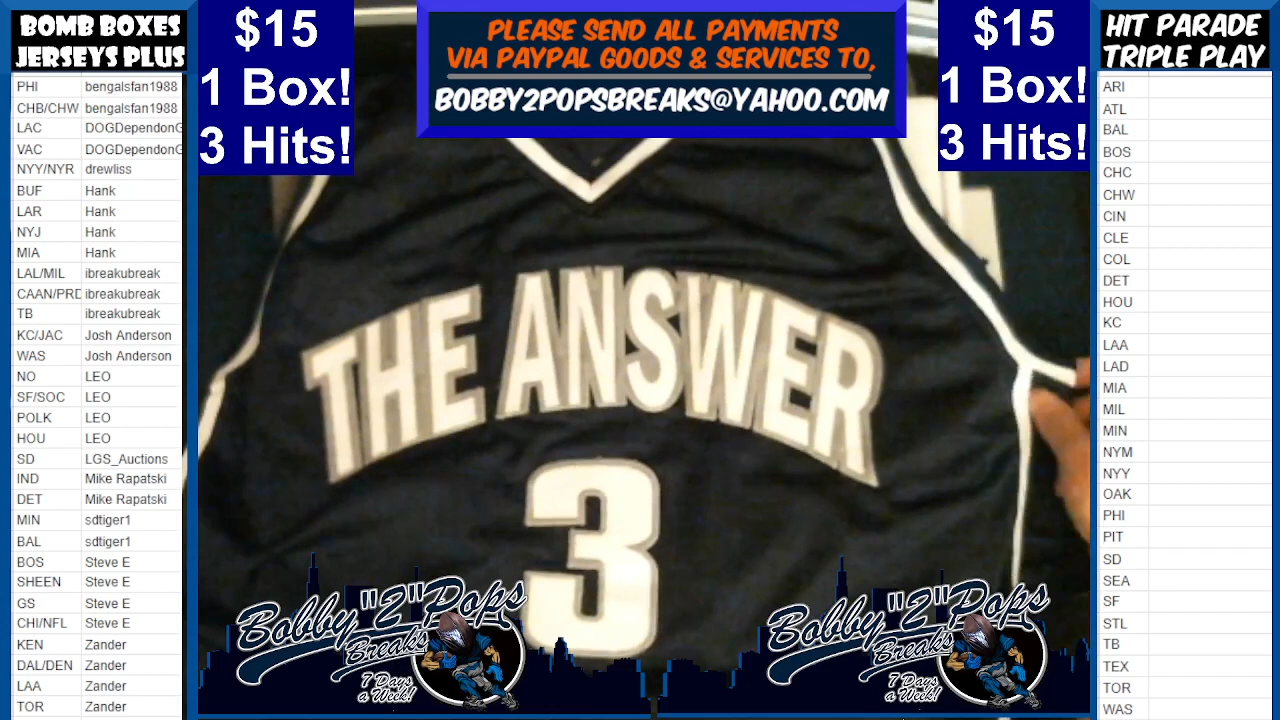 BOMB BOXES
JERSEYS PLUS
PHI bengalsfan1988
CHB/CHW bengalsfan1988
LAC DOGDependonG
VAC DOGDependonG
NYY/NYR drewliss
BUF Hank
LAR Hank
NYJ Hank
MIA Hank
LAL/MIL ibreakubreak
CAAN/PRD ibreakubreak
TB ibreakubreak
KC/JAC Josh Anderson
WAS Josh Anderson
NO LEO
SF/SOC LEO
POLK LEO
HOU LEO
SD LGS_Auctions
IND Mike Rapatski
DET Mike Rapatski
MIN sdtiger1
BAL sdtiger1
BOS Steve E
SHEEN Steve E
GS Steve E
CHI/NFL Steve E
KEN Zander
DAL/DEN Zander
LAA Zander
TOR Zander
$15
1 Box!
3 Hits!
PLEASE SEND ALL PAYMENTS
VIA PAYPAL GOODS & SERVICES TO,
BOBBY2POPSBREAKS@YAHOO.COM
THE ANSWER
3
Bobby "2" Pops
Breaks
7 Days
a Week!
Bobby "2" Pops
Breaks
7 Days
a Week!
$15
1 Box!
3 Hits!
HIT PARADE
TRIPLE PLAY
ARI
ATL
BAL
BOS
CHC
CHW
CIN
CLE
COL
DET
HOU
KC
LAA
LAD
MIA
MIL
MIN
NYM
NYY
OAK
PHI
PIT
SD
SEA
SF
STL
TB
TEX
TOR
WAS